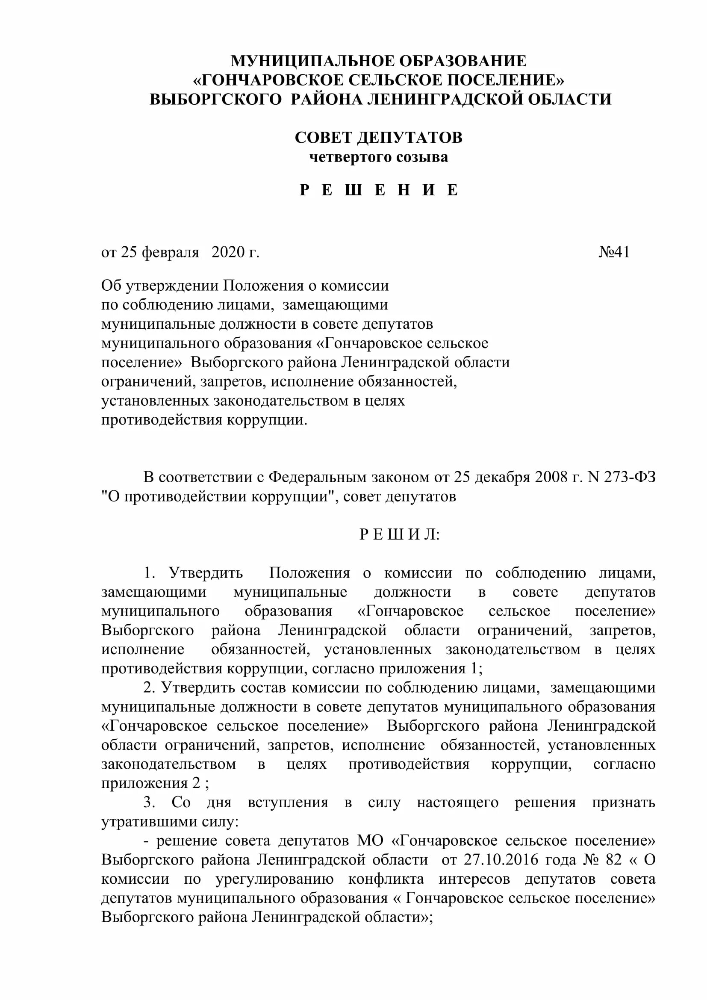 МУНИЦИПАЛЬНОЕ ОБРАЗОВАНИЕ
«ГОНЧАРОВСКОЕ СЕЛЬСКОЕ ПОСЕЛЕНИЕ»
ВЫБОРГСКОГО РАЙОНА ЛЕНИНГРАДСКОЙ ОБЛАСТИ
СОВЕТ ДЕПУТАТОВ
четвертого созыва
Р Е Ш Е Н И Е
от 25 февраля 2020 г. №41
Об утверждении Положения о комиссии
по соблюдению лицами, замещающими
муниципальные должности в совете депутатов
муниципального образования «Гончаровское сельское
поселение» Выборгского района Ленинградской области
ограничений, запретов, исполнение обязанностей,
установленных законодательством в целях
противодействия коррупции.
В соответствии с Федеральным законом от 25 декабря 2008 г. N 273-ФЗ
"О противодействии коррупции", совет депутатов
Р Е Ш И Л:
1. Утвердить Положения о комиссии по соблюдению лицами,
замещающими муниципальные должности в совете депутатов
муниципального образования «Гончаровское сельское поселение»
Выборгского района Ленинградской области ограничений, запретов,
исполнение обязанностей, установленных законодательством в целях
противодействия коррупции, согласно приложения 1;
2. Утвердить состав комиссии по соблюдению лицами, замещающими
муниципальные должности в совете депутатов муниципального образования
«Гончаровское сельское поселение» Выборгского района Ленинградской
области ограничений, запретов, исполнение обязанностей, установленных
законодательством в целях противодействия коррупции, согласно
приложения 2 ;
3. Со дня вступления в силу настоящего решения признать
утратившими силу:
- решение совета депутатов МО «Гончаровское сельское поселение»
Выборгского района Ленинградской области от 27.10.2016 года № 82 « О
комиссии по урегулированию конфликта интересов депутатов совета
депутатов муниципального образования « Гончаровское сельское поселение»
Выборгского района Ленинградской области»;